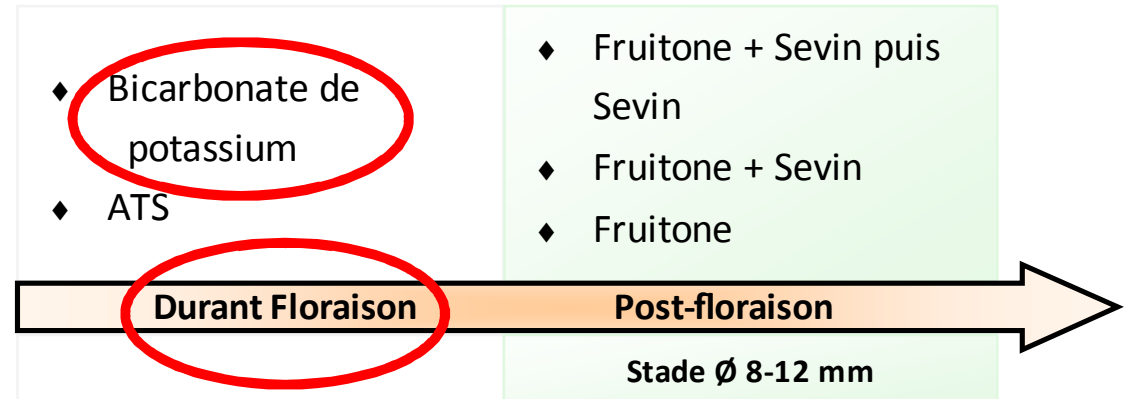 ♦ Bicarbonate de
potassium
♦ ATS
♦ Fruitone + Sevin puis
Sevin
♦ Fruitone + Sevin
♦ Fruitone
Durant Floraison
Post-floraison
Stade Ø 8-12 mm